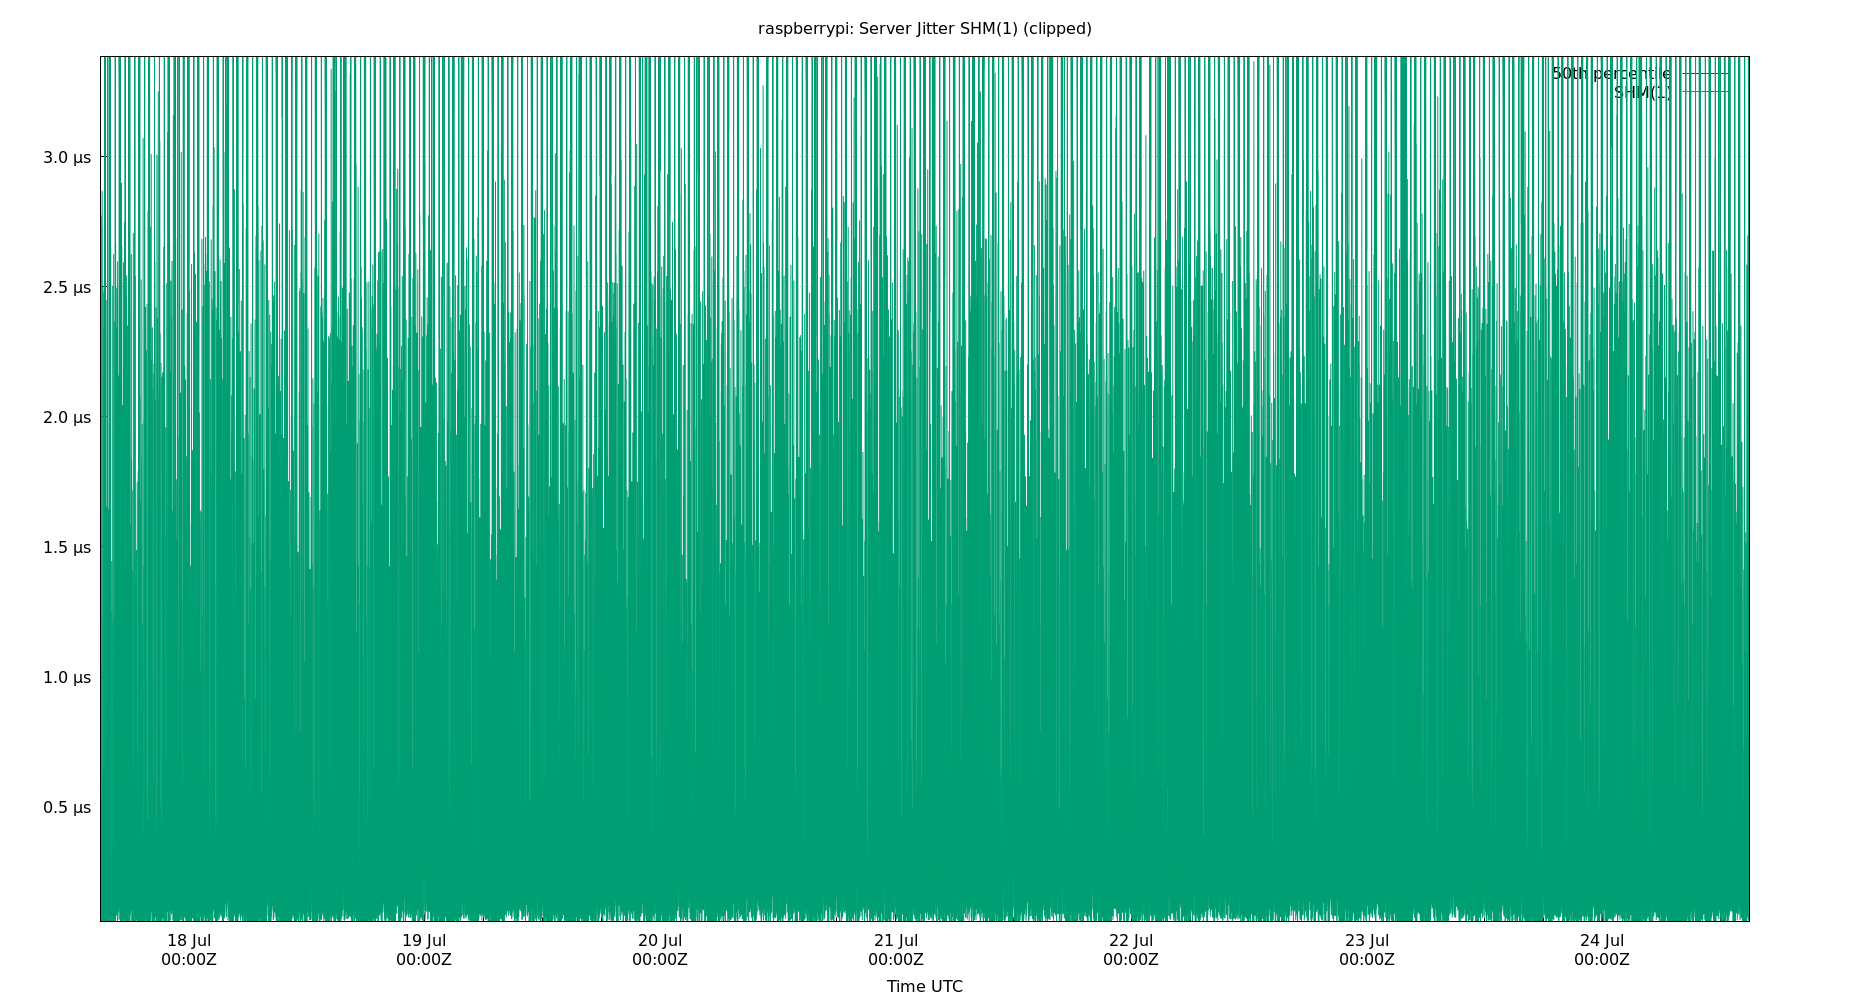 raspberrypi: Server Jitter SHM(1) (clipped)
50th percentile
SHM(1)
3.0 μs
2.5 μs
2.0 μs
1.5 μs
1.0 μs
0.5 μs
18 Jul 19 Jul 20 Jul 21 Jul 22 Jul 23 Jul 24 Jul
00:00Z 00:00Z 00:00Z 00:00Z 00:00Z 00:00Z 00:00Z
Time UTC